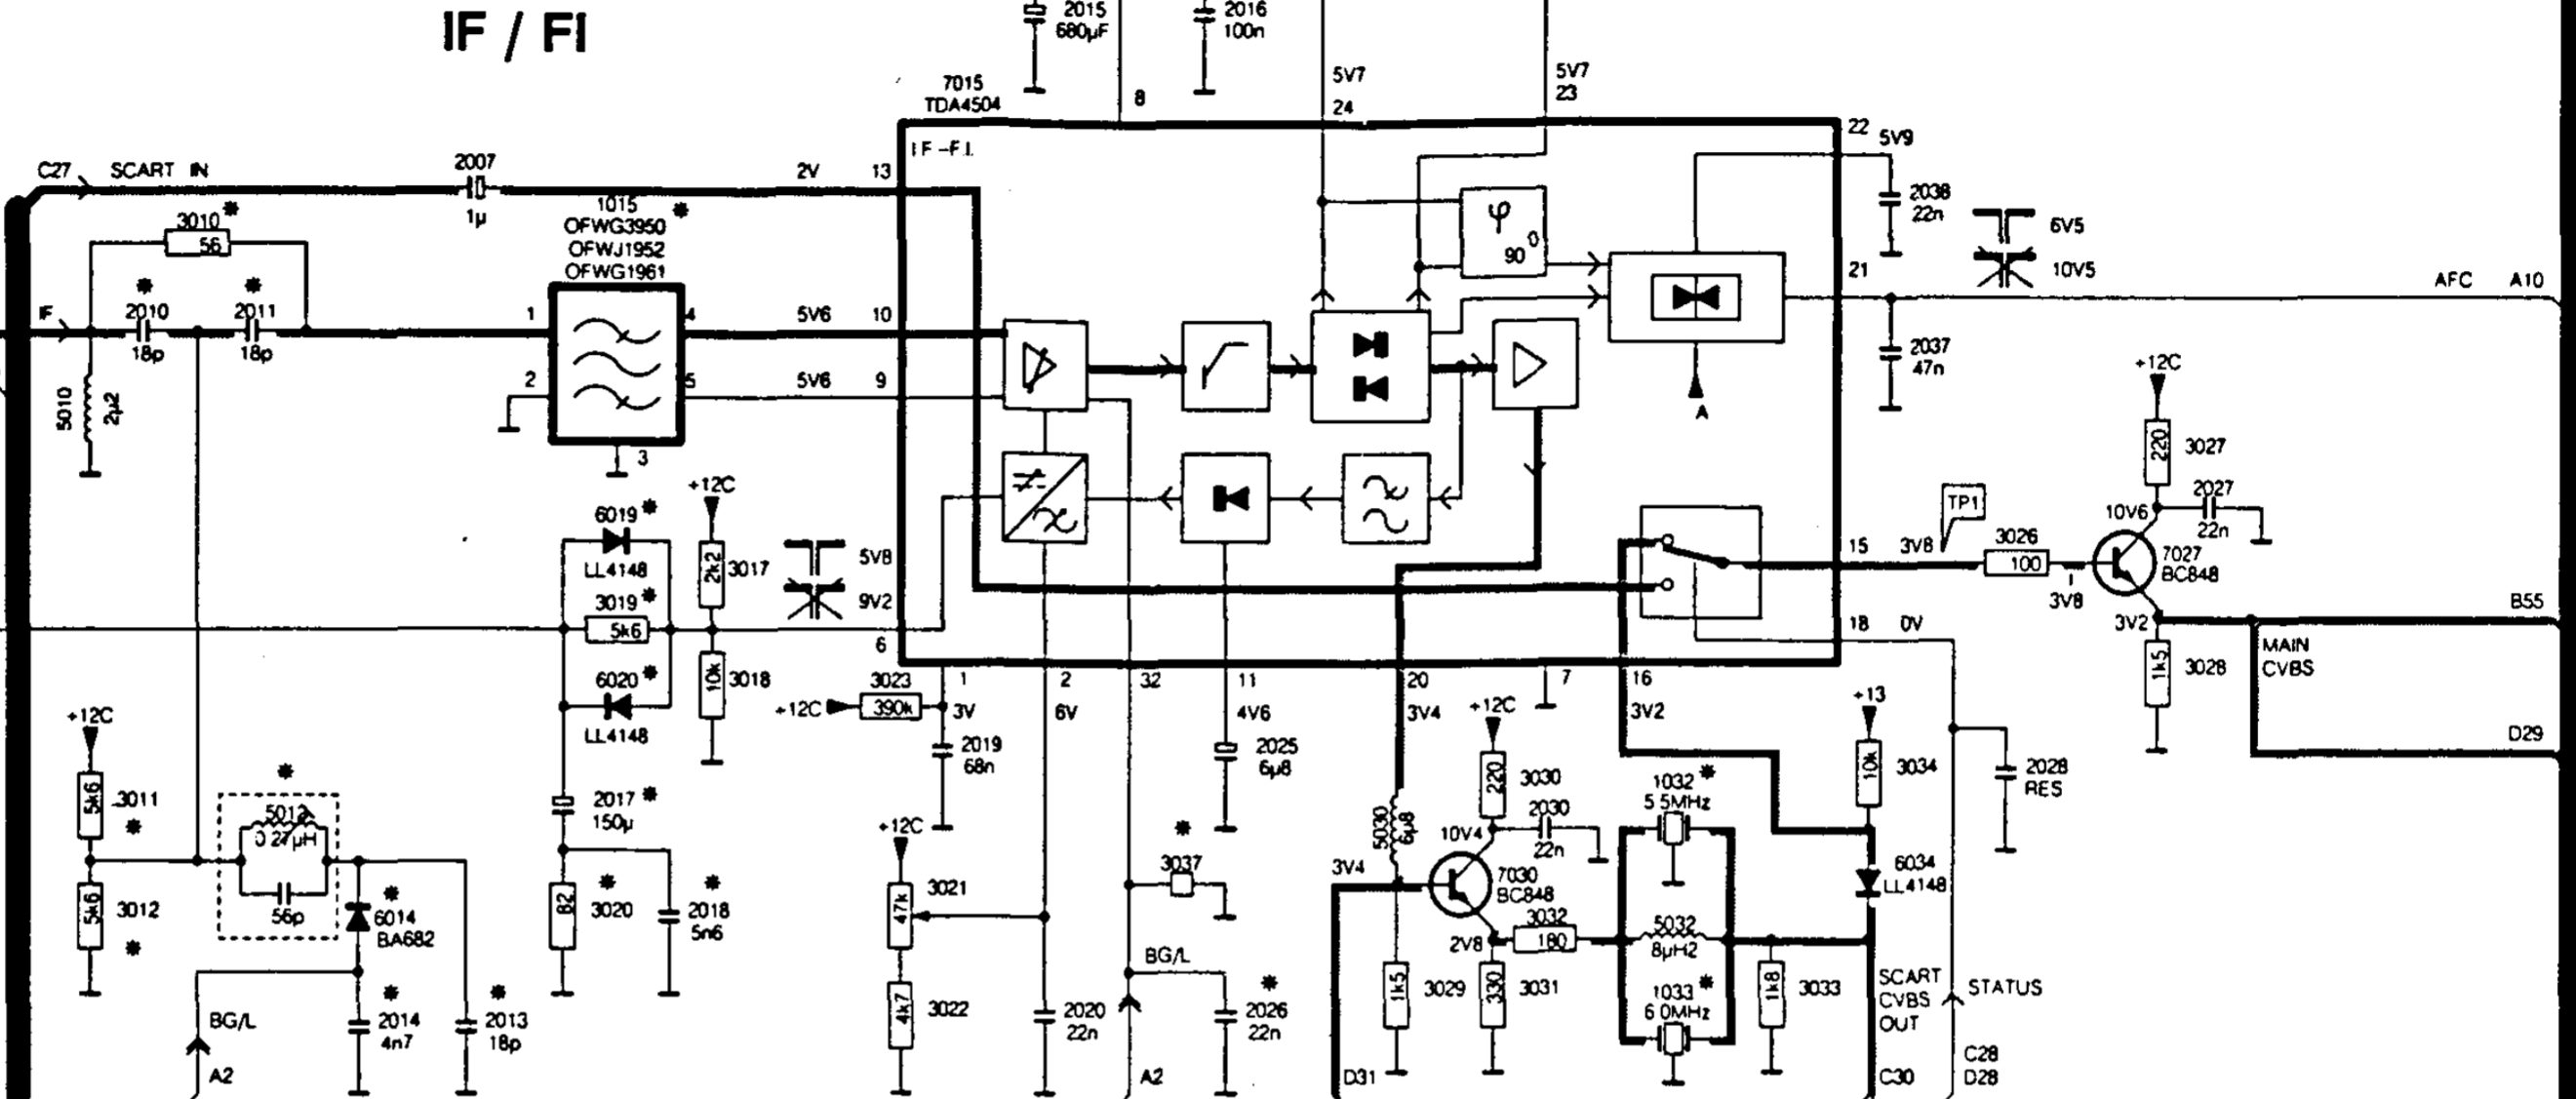 IF / FI
2015
680µF
2016
100n
7015
TDA4504
8
5V7
24
5V7
23
22
5V9
IF-F.I.
C27
SCART IN
2007
1µ
2V
13
3010 *
56
1015
OFWG3950 *
OFWJ1952
OFWG1961
φ
90
0
2038
22n
6V5
10V5
21
AFC
A10
IF
*
2010
18p
*
2011
18p
1
4
5V6
10
2
5
5V6
9
3
5010
2µ2
2037
47n
A
+12C
220
3027
2027
22n
10V6
7027
BC848
+12C
6019 *
LL4148
2k2
3017
5V8
9V2
3019 *
5k6
6
6020 *
LL4148
10k
3018
15
3V8
TP1
3026
100
3V8
18
0V
3V2
B55
MAIN
CVBS
1k5
3028
D29
3023
+12C
390k
1
3V
2
6V
32
11
4V6
20
3V4
7
16
3V2
+12C
+13
2019
68n
2025
6µ8
10k
3034
2028
RES
+12C
5k6
3011
*
*
5012
0.27µH
56p
2017 *
150µ
5k6
3012
*
*
6014
BA682
82
*
3020
*
2018
5n6
+12C
47k
3021
4k7
3022
*
3037
5030
6µ8
220
3030
2030
22n
10V4
3V4
7030
BC848
2V8
3032
180
1032 *
5.5MHz
5032
8µH2
1033 *
6.0MHz
6034
LL4148
BG/L
A2
*
2014
4n7
*
2013
18p
2020
22n
BG/L
A2
*
2026
22n
D31
1k5
3029
330
3031
1k8
3033
SCART
CVBS
OUT
C30
STATUS
C28
D28